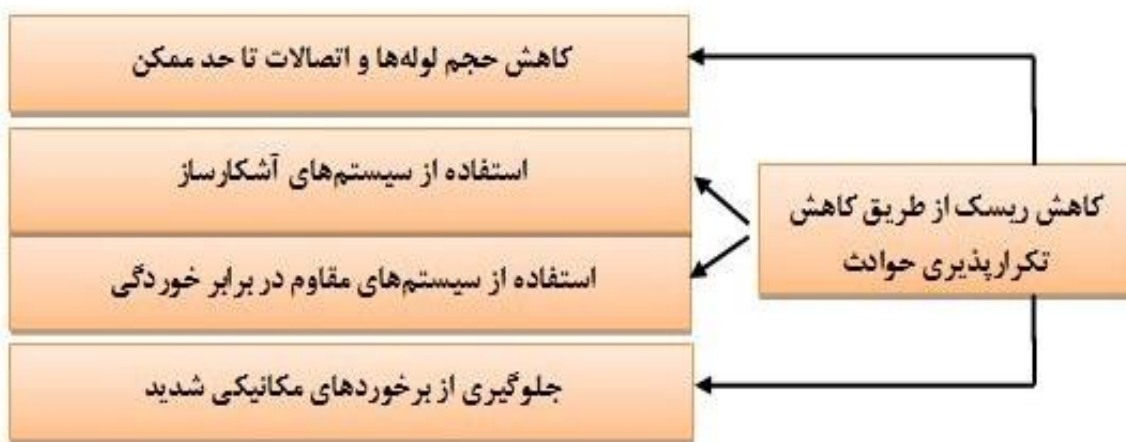 کاهش ریسک از طریق کاهش
تکرارپذیری حوادث
کاهش حجم لوله‌ها و اتصالات تا حد ممکن
استفاده از سیستم‌های آشکارساز
استفاده از سیستم‌های مقاوم در برابر خوردگی
جلوگیری از برخوردهای مکانیکی شدید